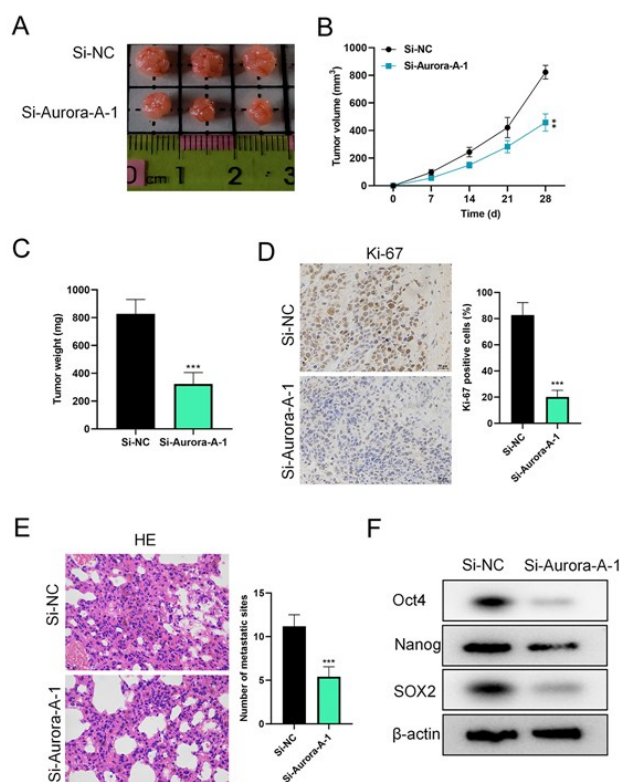 A
Si-NC
Si-Aurora-A-1
0 cm 1 2 3
B
Tumor volume (mm³)
1000
800
600
400
200
0
Si-NC
Si-Aurora-A-1
**
0 7 14 21 28
Time (d)
C
Tumor weight (mg)
1000
800
600
400
200
0
***
Si-NC Si-Aurora-A-1
D
Ki-67
Si-NC
Si-Aurora-A-1
Ki-67 positive cells (%)
100
80
60
40
20
0
***
Si-NC
Si-Aurora-A-1
E
HE
Si-NC
Si-Aurora-A-1
Number of metastatic sites
15
10
5
0
***
Si-NC
Si-Aurora-A-1
F
Si-NC Si-Aurora-A-1
Oct4
Nanog
SOX2
β-actin